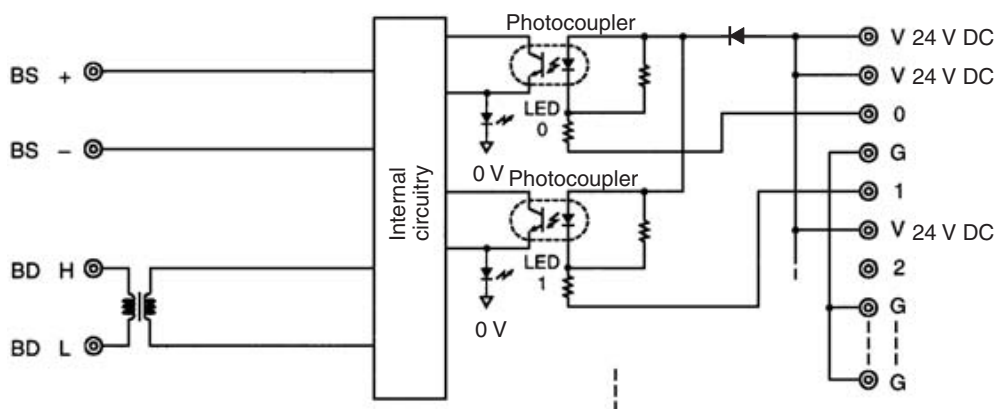 Photocoupler
V 24 V DC
BS +
V 24 V DC
LED
0
0
BS –
G
0 V
Photocoupler
1
Internal
circuitry
V 24 V DC
BD H
LED
1
2
G
0 V
BD L
G